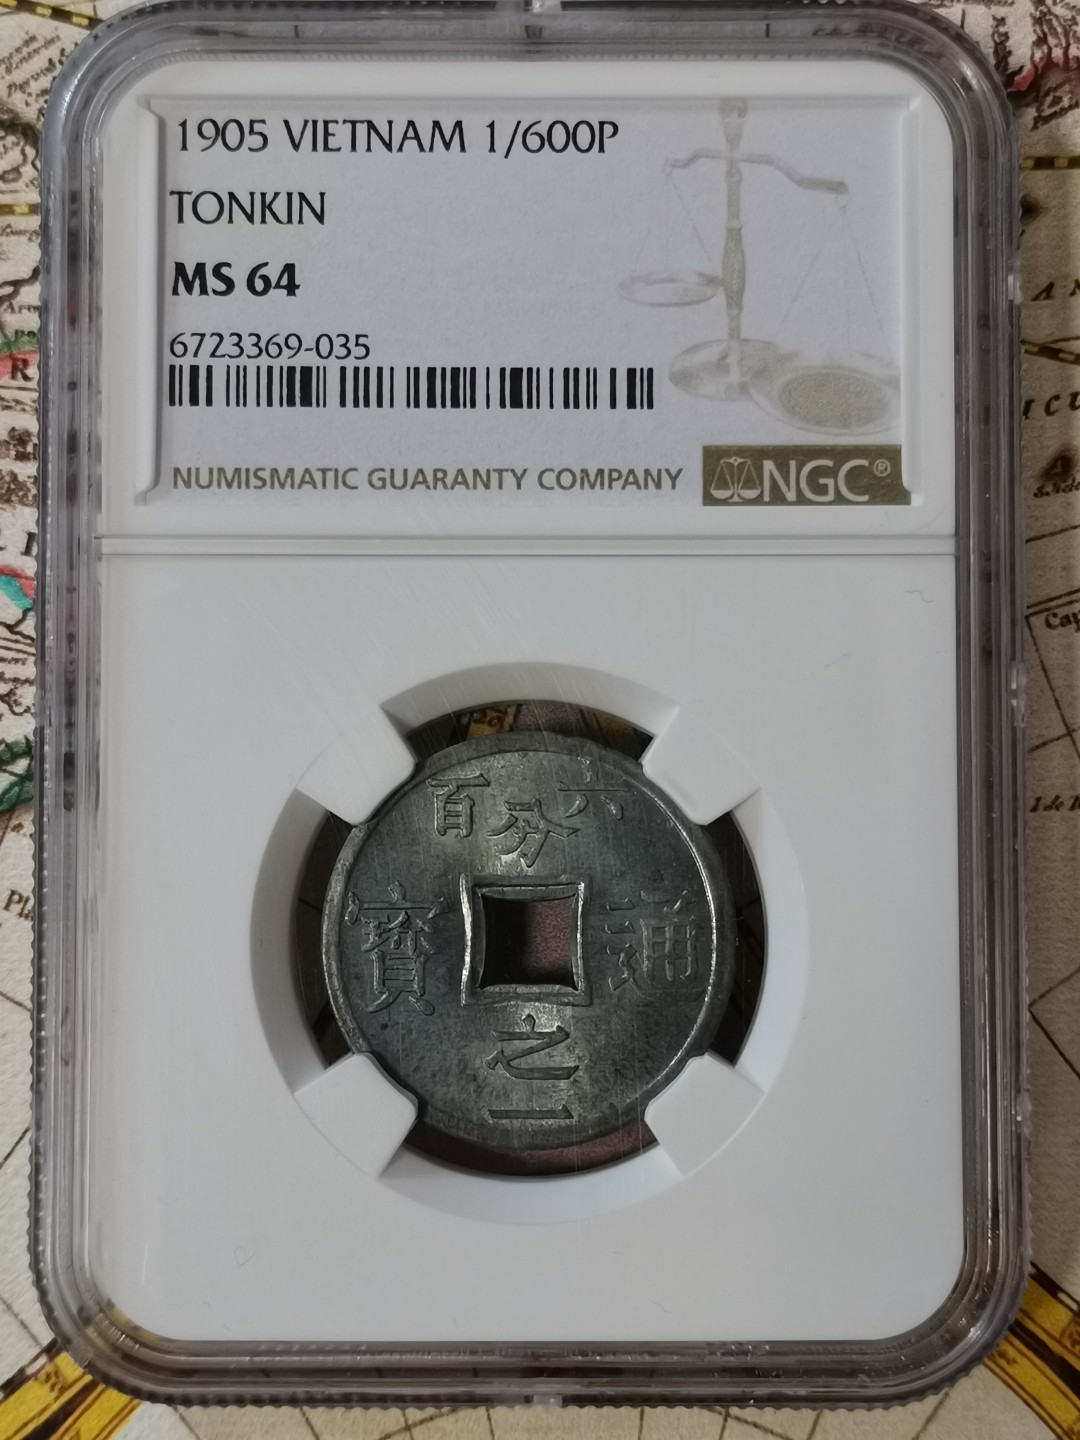 1905 VIETNAM 1/600P
TONKIN
MS 64
6723369-035
NUMISMATIC GUARANTY COMPANY
NGC®
六百分之一
通寶